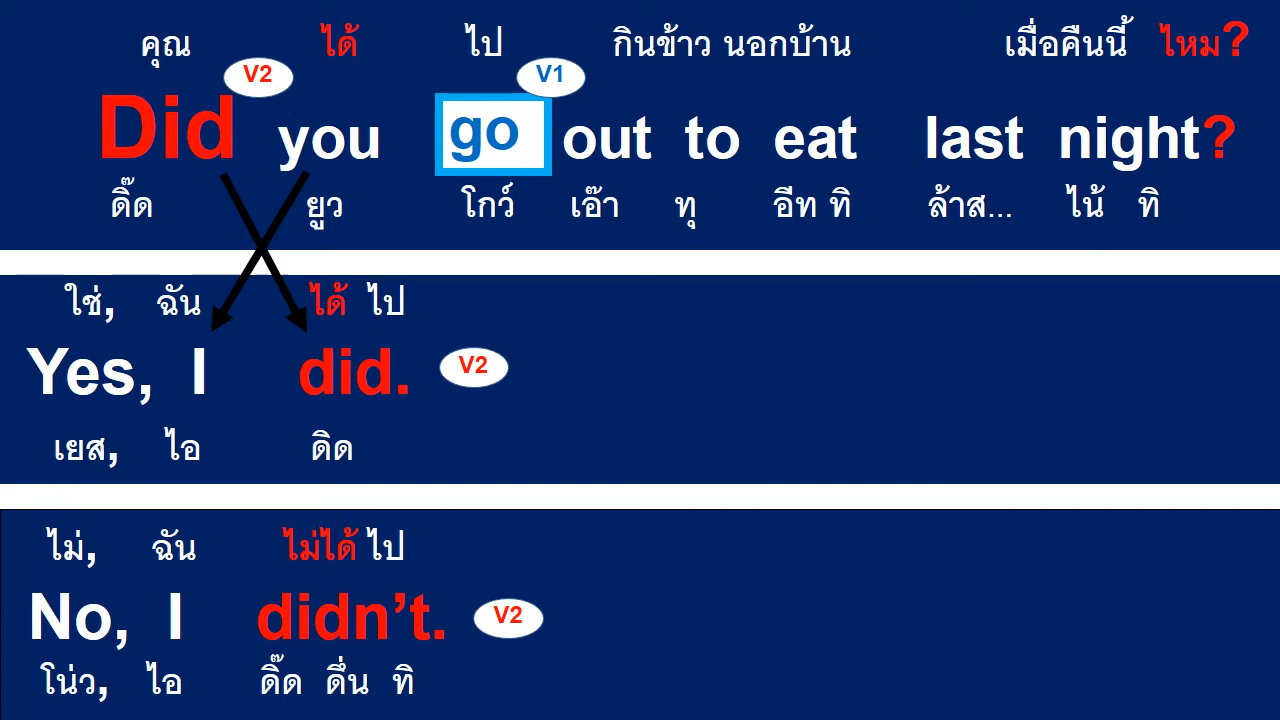 คุณ ได้ ไป กินข้าว นอกบ้าน เมื่อคืนนี้ ไหม?
V2 V1
Did you go out to eat last night?
ดิ๊ด ยูว โกว์ เอ๊า ทุ อีท ทิ ล้าส... ไน้ ทิ
ใช่, ฉัน ได้ ไป
Yes, I did. V2
เยส, ไอ ดิด
ไม่, ฉัน ไม่ได้ ไป
No, I didn’t. V2
โน่ว, ไอ ดิ๊ด ดึ่น ทิ